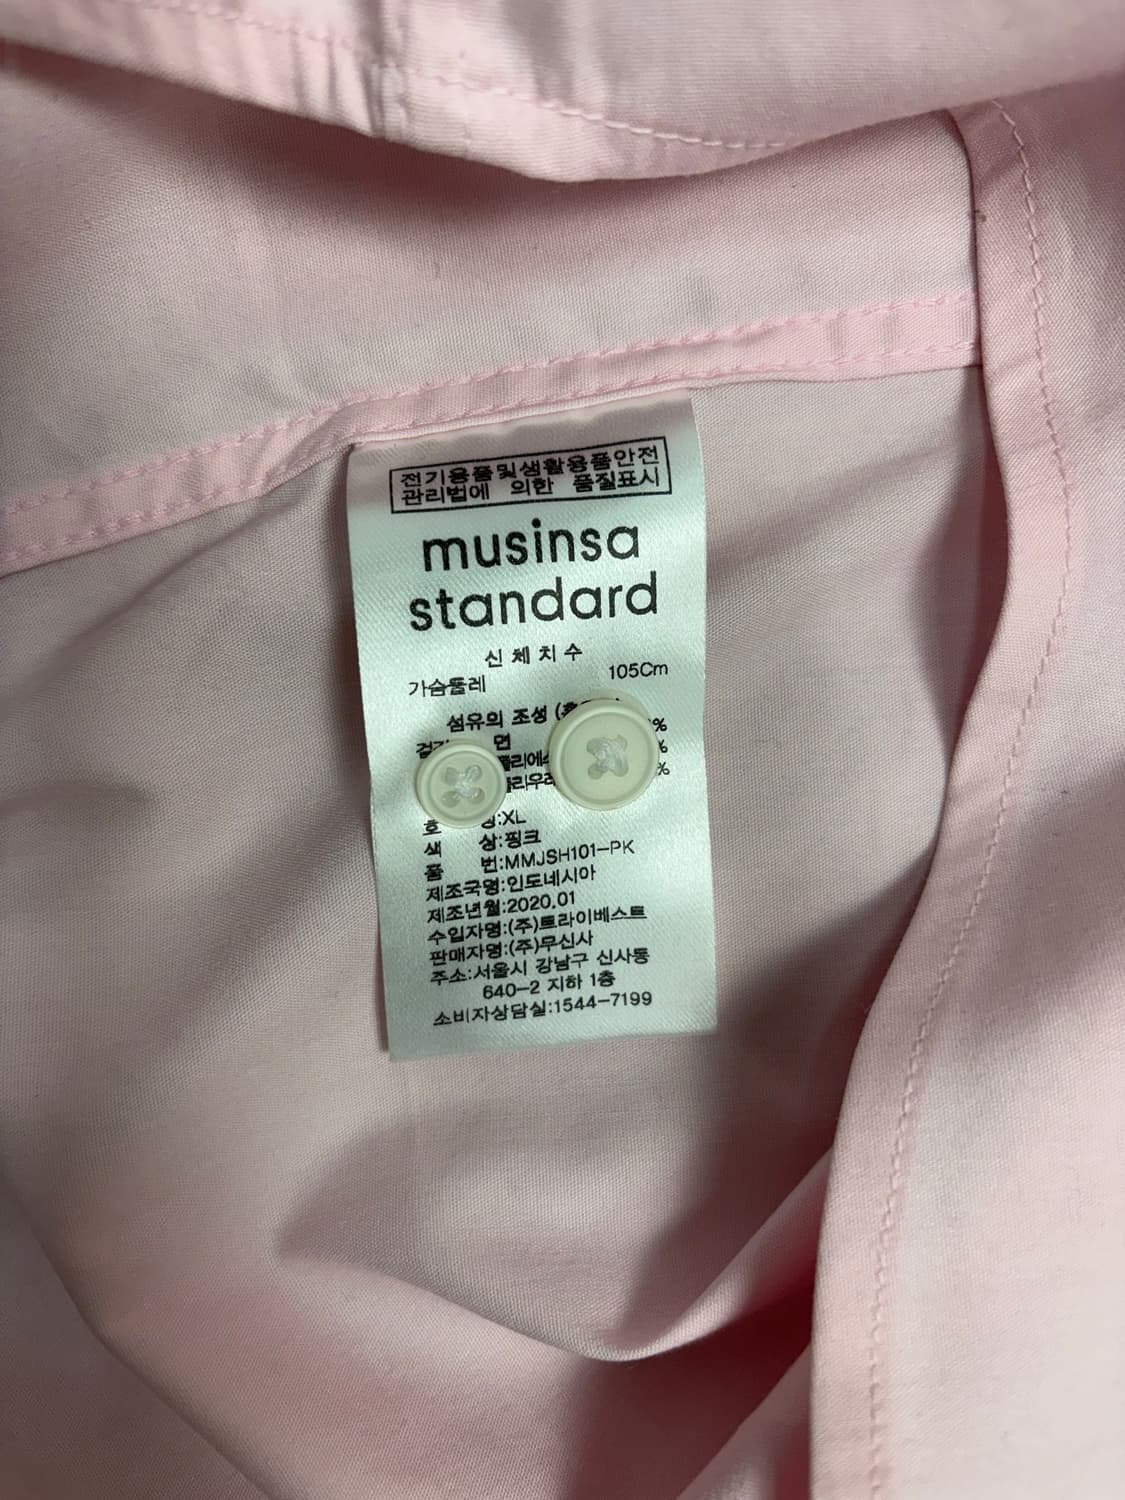 전기용품및생활용품안전
관리법에 의한 품질표시
musinsa
standard
신체치수
가슴둘레 105Cm
섬유의 조성
면 %
%
%
:XL
색 상:핑크
품 번:MMJSH101-PK
제조국명:인도네시아
제조년월:2020.01
수입자명:(주)트라이베스트
판매자명:(주)무신사
주소:서울시 강남구 신사동
640-2 지하 1층
소비자상담실:1544-7199